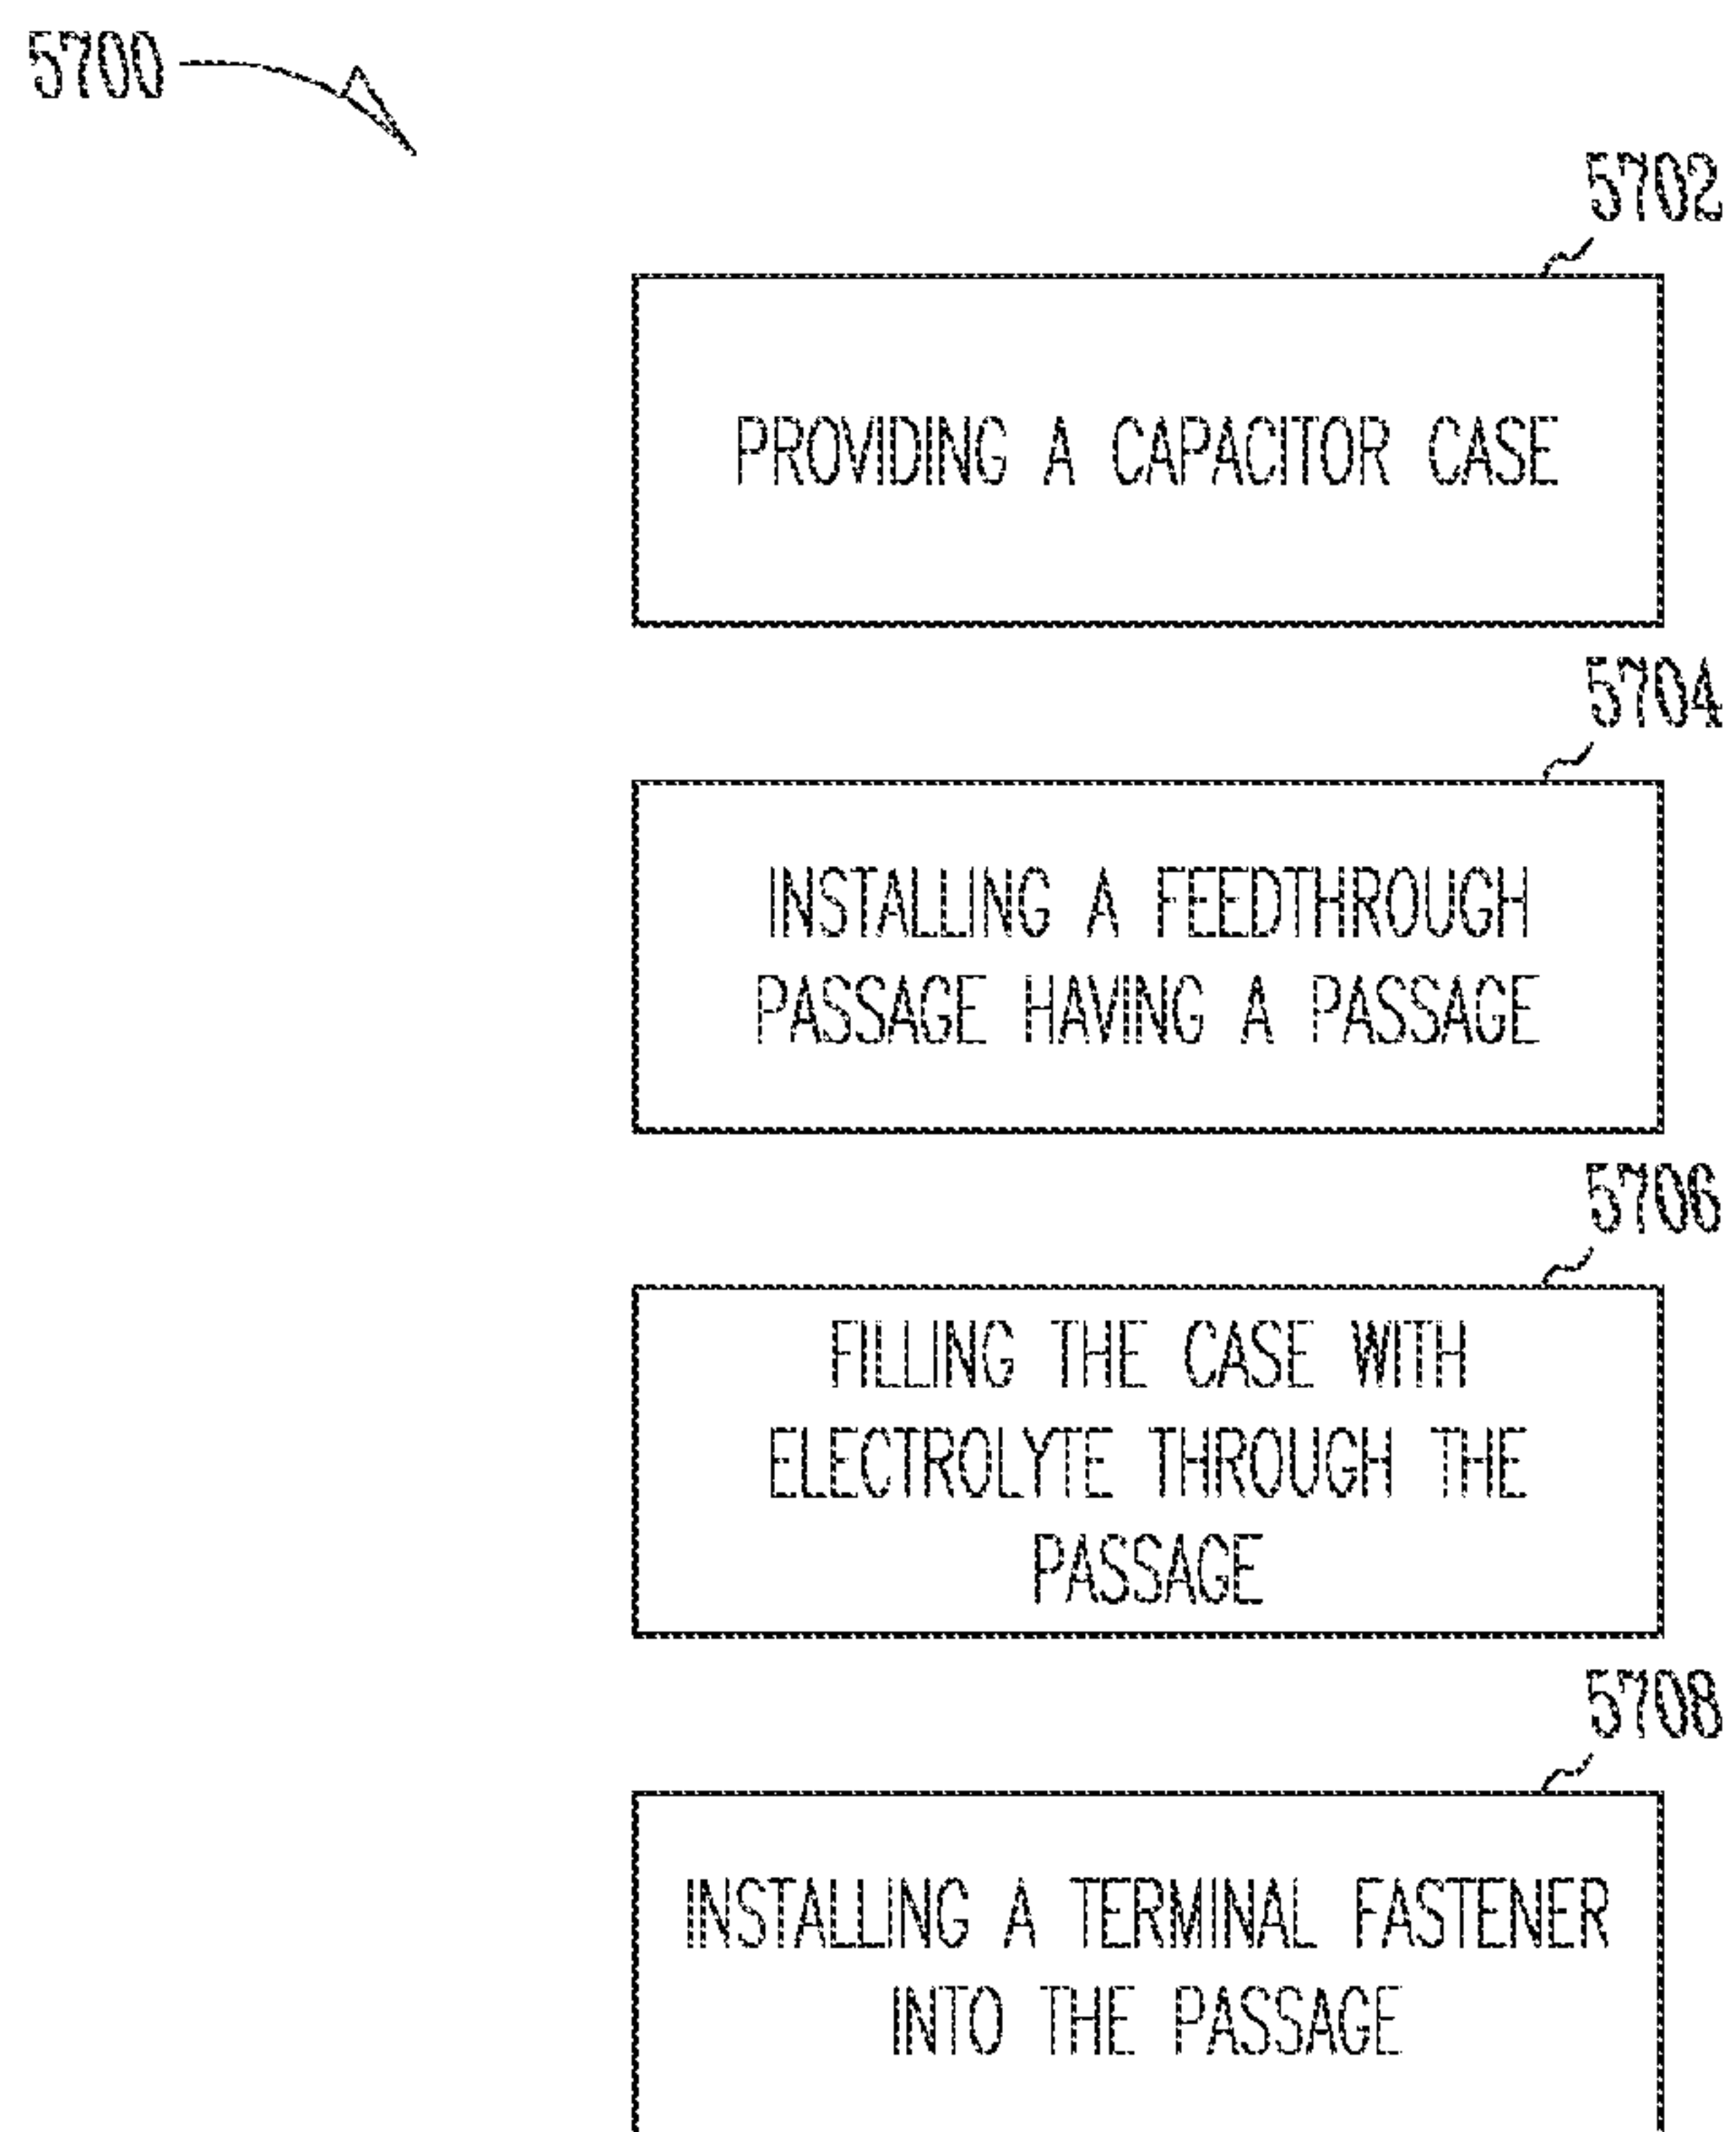 5700
5702
PROVIDING A CAPACITOR CASE
5704
INSTALLING A FEEDTHROUGH
PASSAGE HAVING A PASSAGE
5706
FILLING THE CASE WITH
ELECTROLYTE THROUGH THE
PASSAGE
5708
INSTALLING A TERMINAL FASTENER
INTO THE PASSAGE